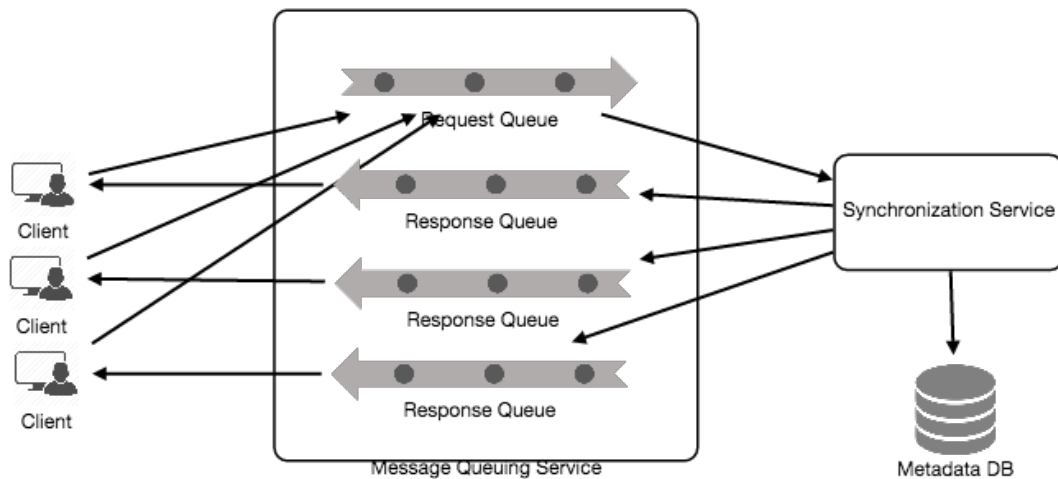 Request Queue
Response Queue
Synchronization Service
Client
Response Queue
Client
Response Queue
Client
Message Queuing Service
Metadata DB